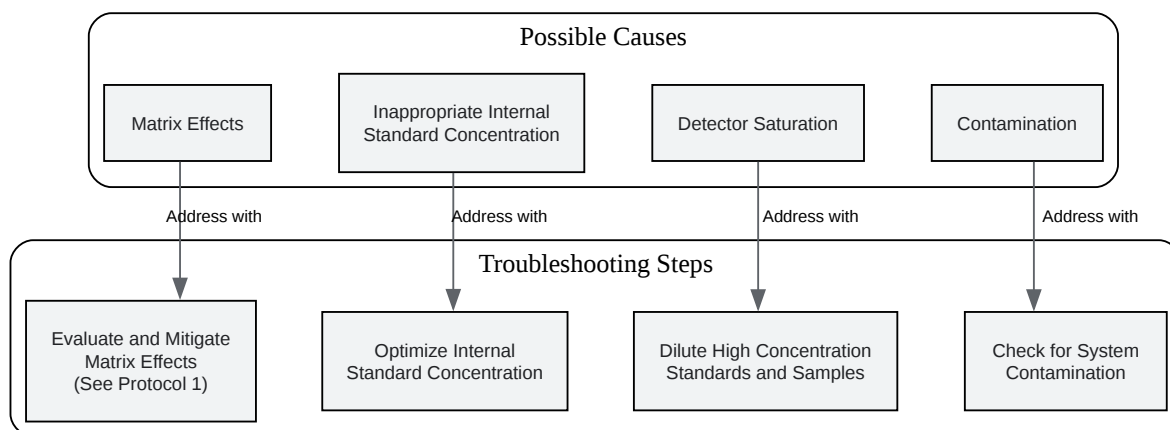 Possible Causes
Matrix Effects
Inappropriate Internal
Standard Concentration
Detector Saturation
Contamination
Address with
Address with
Address with
Address with
Troubleshooting Steps
Evaluate and Mitigate
Matrix Effects
(See Protocol 1)
Optimize Internal
Standard Concentration
Dilute High Concentration
Standards and Samples
Check for System
Contamination